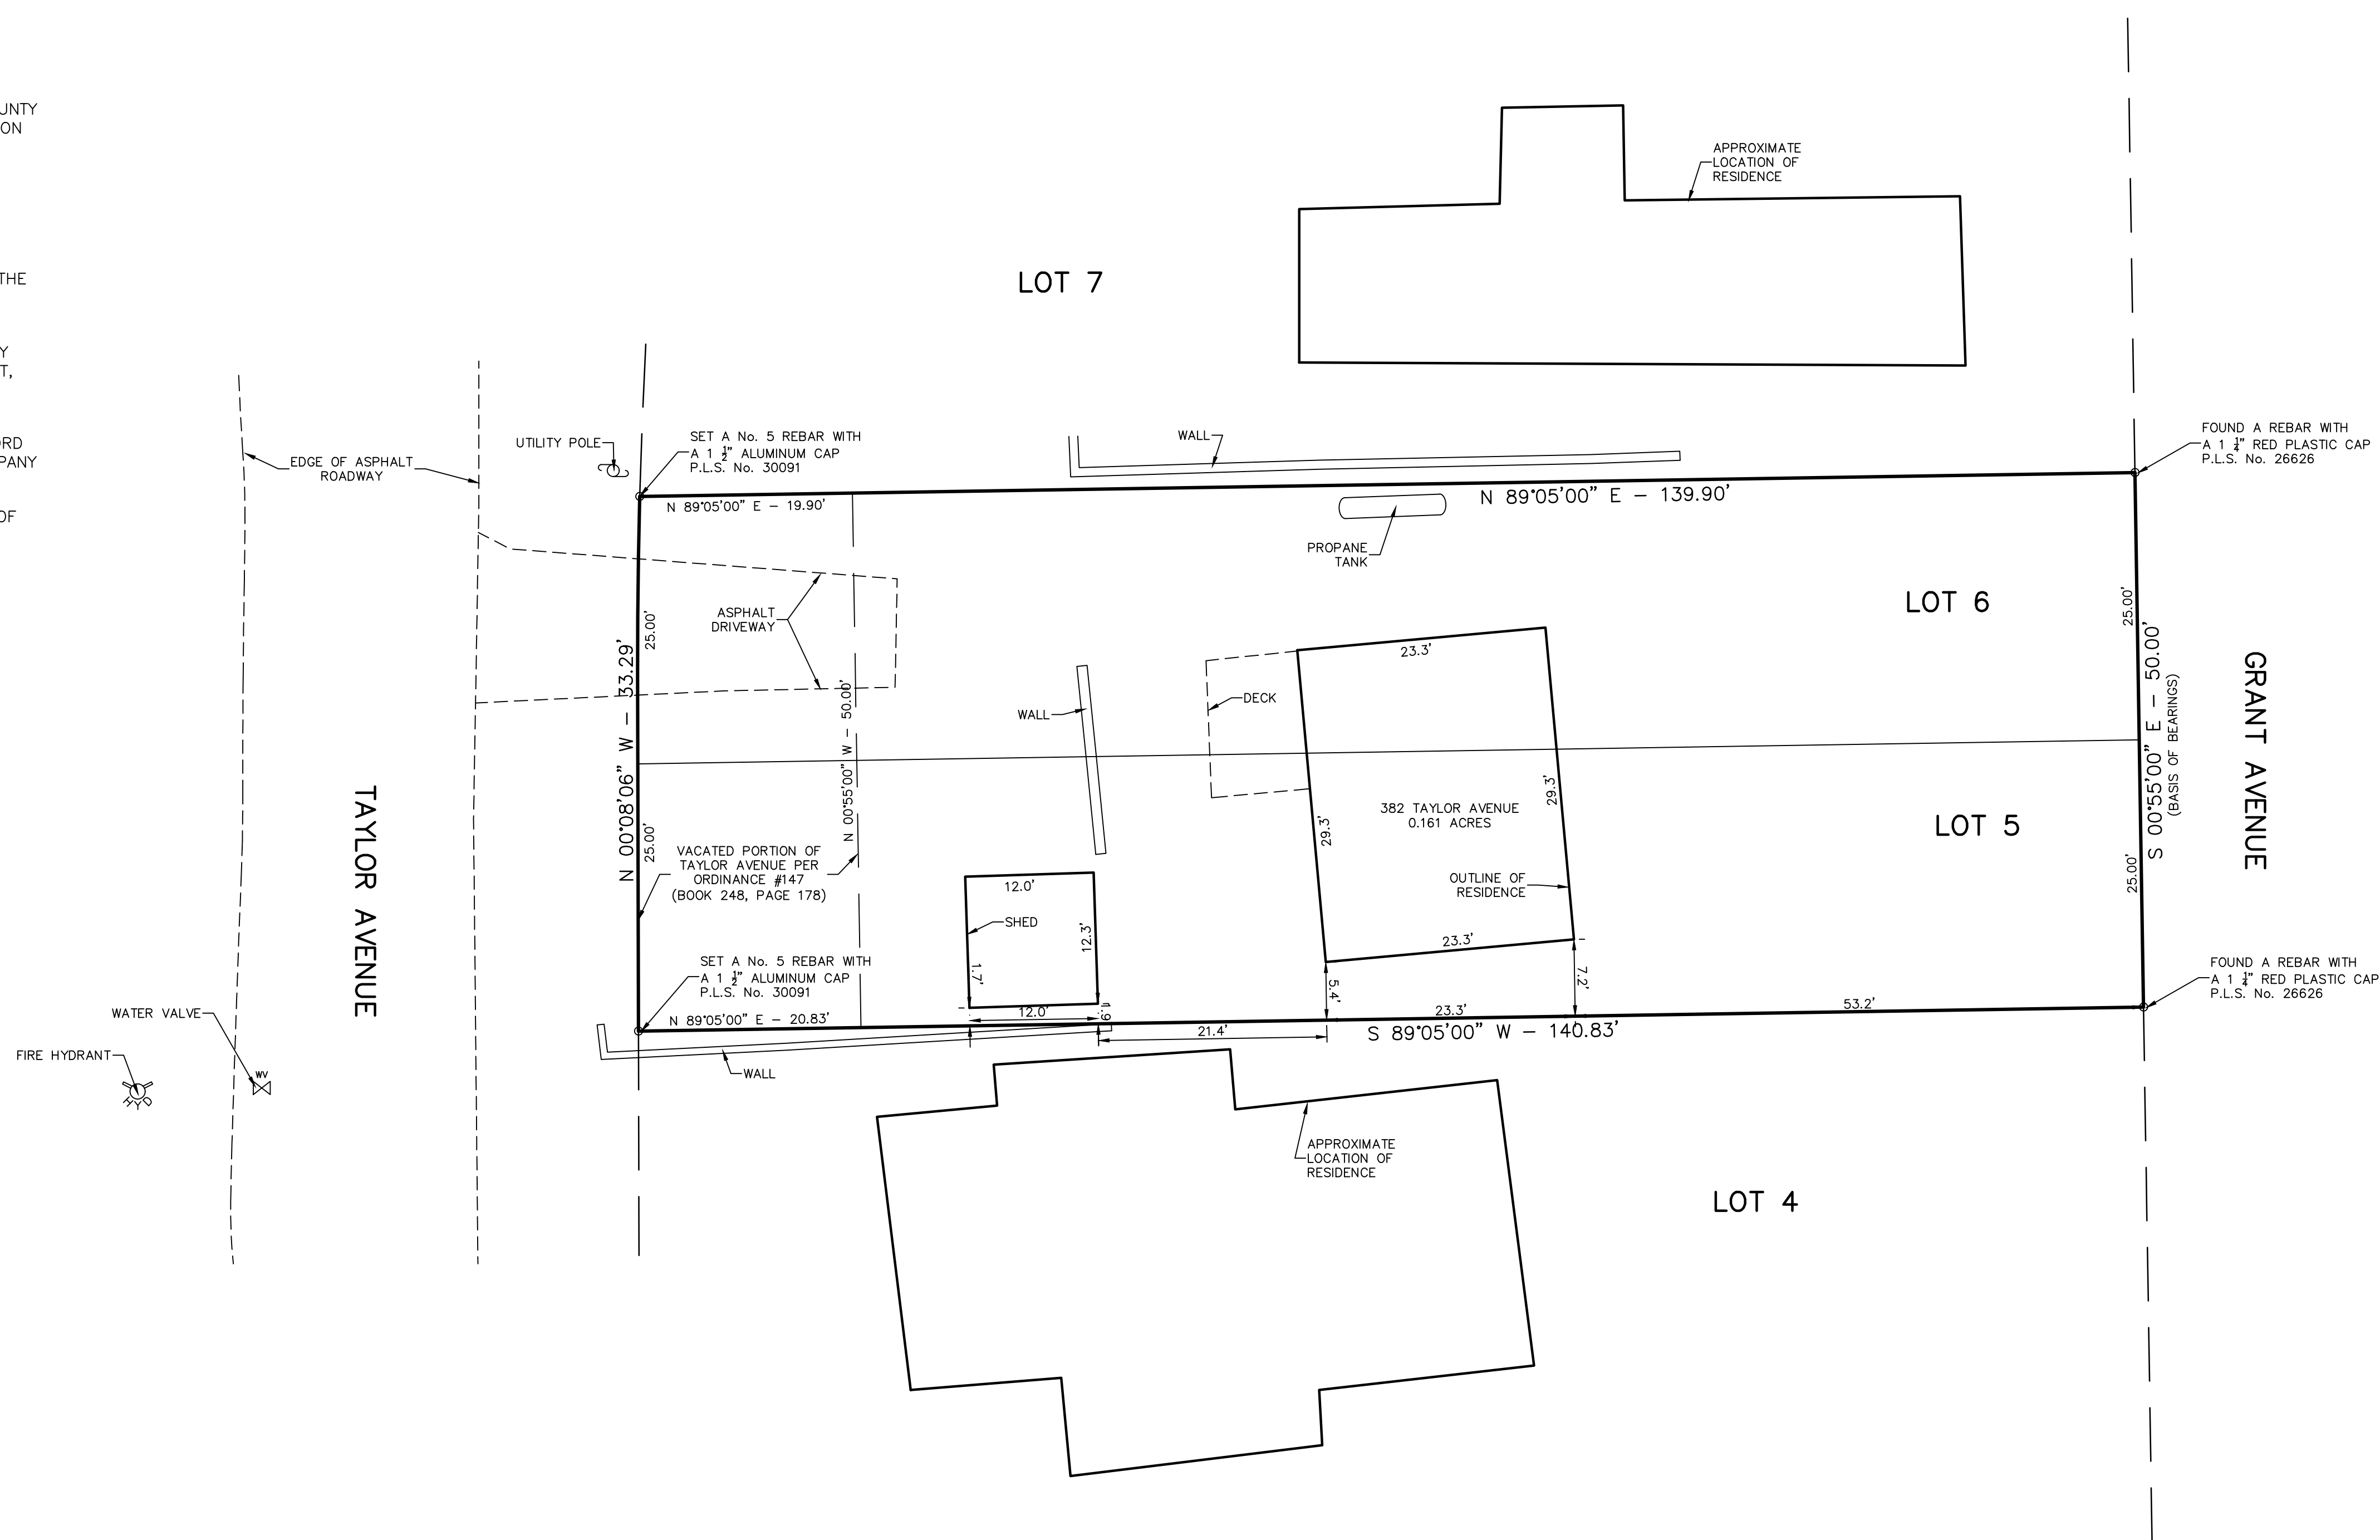 UNTY
ION
THE
Y
T,
ORD
PANY
OF
APPROXIMATE
LOCATION OF
RESIDENCE
LOT 7
UTILITY POLE
SET A No. 5 REBAR WITH
A 1 1/2" ALUMINUM CAP
P.L.S. No. 30091
WALL
FOUND A REBAR WITH
A 1 1/4" RED PLASTIC CAP
P.L.S. No. 26626
EDGE OF ASPHALT
ROADWAY
N 89°05'00" E - 19.90'
N 89°05'00" E - 139.90'
PROPANE
TANK
ASPHALT
DRIVEWAY
25.00'
N 00°08'06" W - 33.29'
25.00'
N 00°55'00" W - 50.00'
WALL
DECK
23.3'
LOT 6
25.00'
S 00°55'00" E - 50.00'
(BASIS OF BEARINGS)
25.00'
GRANT AVENUE
TAYLOR AVENUE
382 TAYLOR AVENUE
0.161 ACRES
29.3'
29.3'
LOT 5
VACATED PORTION OF
TAYLOR AVENUE PER
ORDINANCE #147
(BOOK 248, PAGE 178)
12.0'
SHED
12.3'
1.7'
OUTLINE OF
RESIDENCE
23.3'
SET A No. 5 REBAR WITH
A 1 1/2" ALUMINUM CAP
P.L.S. No. 30091
5.4'
7.2'
FOUND A REBAR WITH
A 1 1/4" RED PLASTIC CAP
P.L.S. No. 26626
N 89°05'00" E - 20.83'
12.0'
1.9'
21.4'
23.3'
53.2'
S 89°05'00" W - 140.83'
WATER VALVE
FIRE HYDRANT
WV
HYD
WALL
APPROXIMATE
LOCATION OF
RESIDENCE
LOT 4